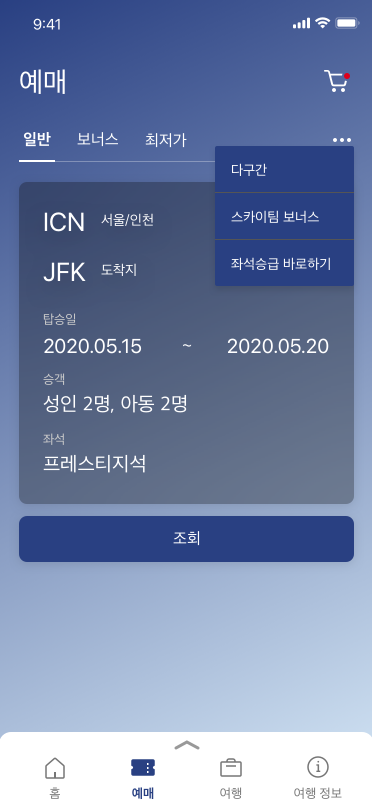 9:41
예매
일반 보너스 최저가
다구간
스카이팀 보너스
좌석승급 바로하기
ICN 서울/인천
JFK 도착지
탑승일
2020.05.15 ~ 2020.05.20
승객
성인 2명, 아동 2명
좌석
프레스티지석
조회
홈 예매 여행 여행 정보